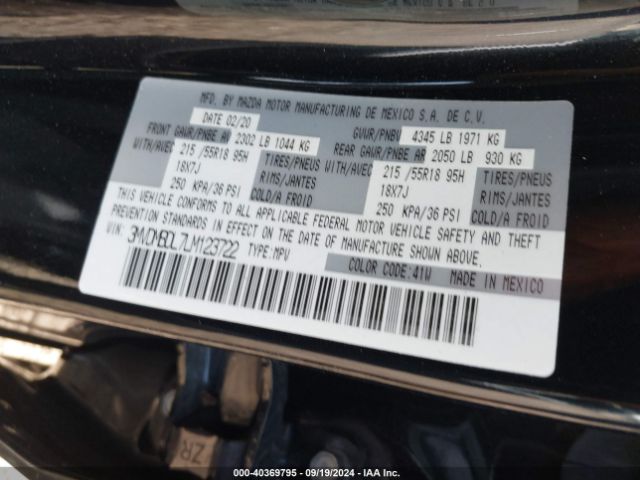 MFD. BY MAZDA MOTOR MANUFACTURING DE MEXICO S.A. DE C.V.
DATE 02/20 GVWR/PNBV 4345 LB 1971 KG
FRONT GAWR/PNBE AV 2302 LB 1044 KG REAR GAWR/PNBE AR 2050 LB 930 KG
WITH/AVEC 215 /55R18 95H TIRES/PNEUS WITH/AVEC 215 /55R18 95H TIRES/PNEUS
18X7J RIMS/JANTES 18X7J RIMS/JANTES
250 KPA/36 PSI COLD/A FROID 250 KPA/36 PSI COLD/A FROID
THIS VEHICLE CONFORMS TO ALL APPLICABLE FEDERAL MOTOR VEHICLE SAFETY AND THEFT
PREVENTION STANDARDS IN EFFECT ON THE DATE OF MANUFACTURE SHOWN ABOVE.
VIN: 3MVDMBDL7LM123722 TYPE: MPV
COLOR CODE: 41W MADE IN MEXICO
ZR
000-40369795 - 09/19/2024 - IAA Inc.